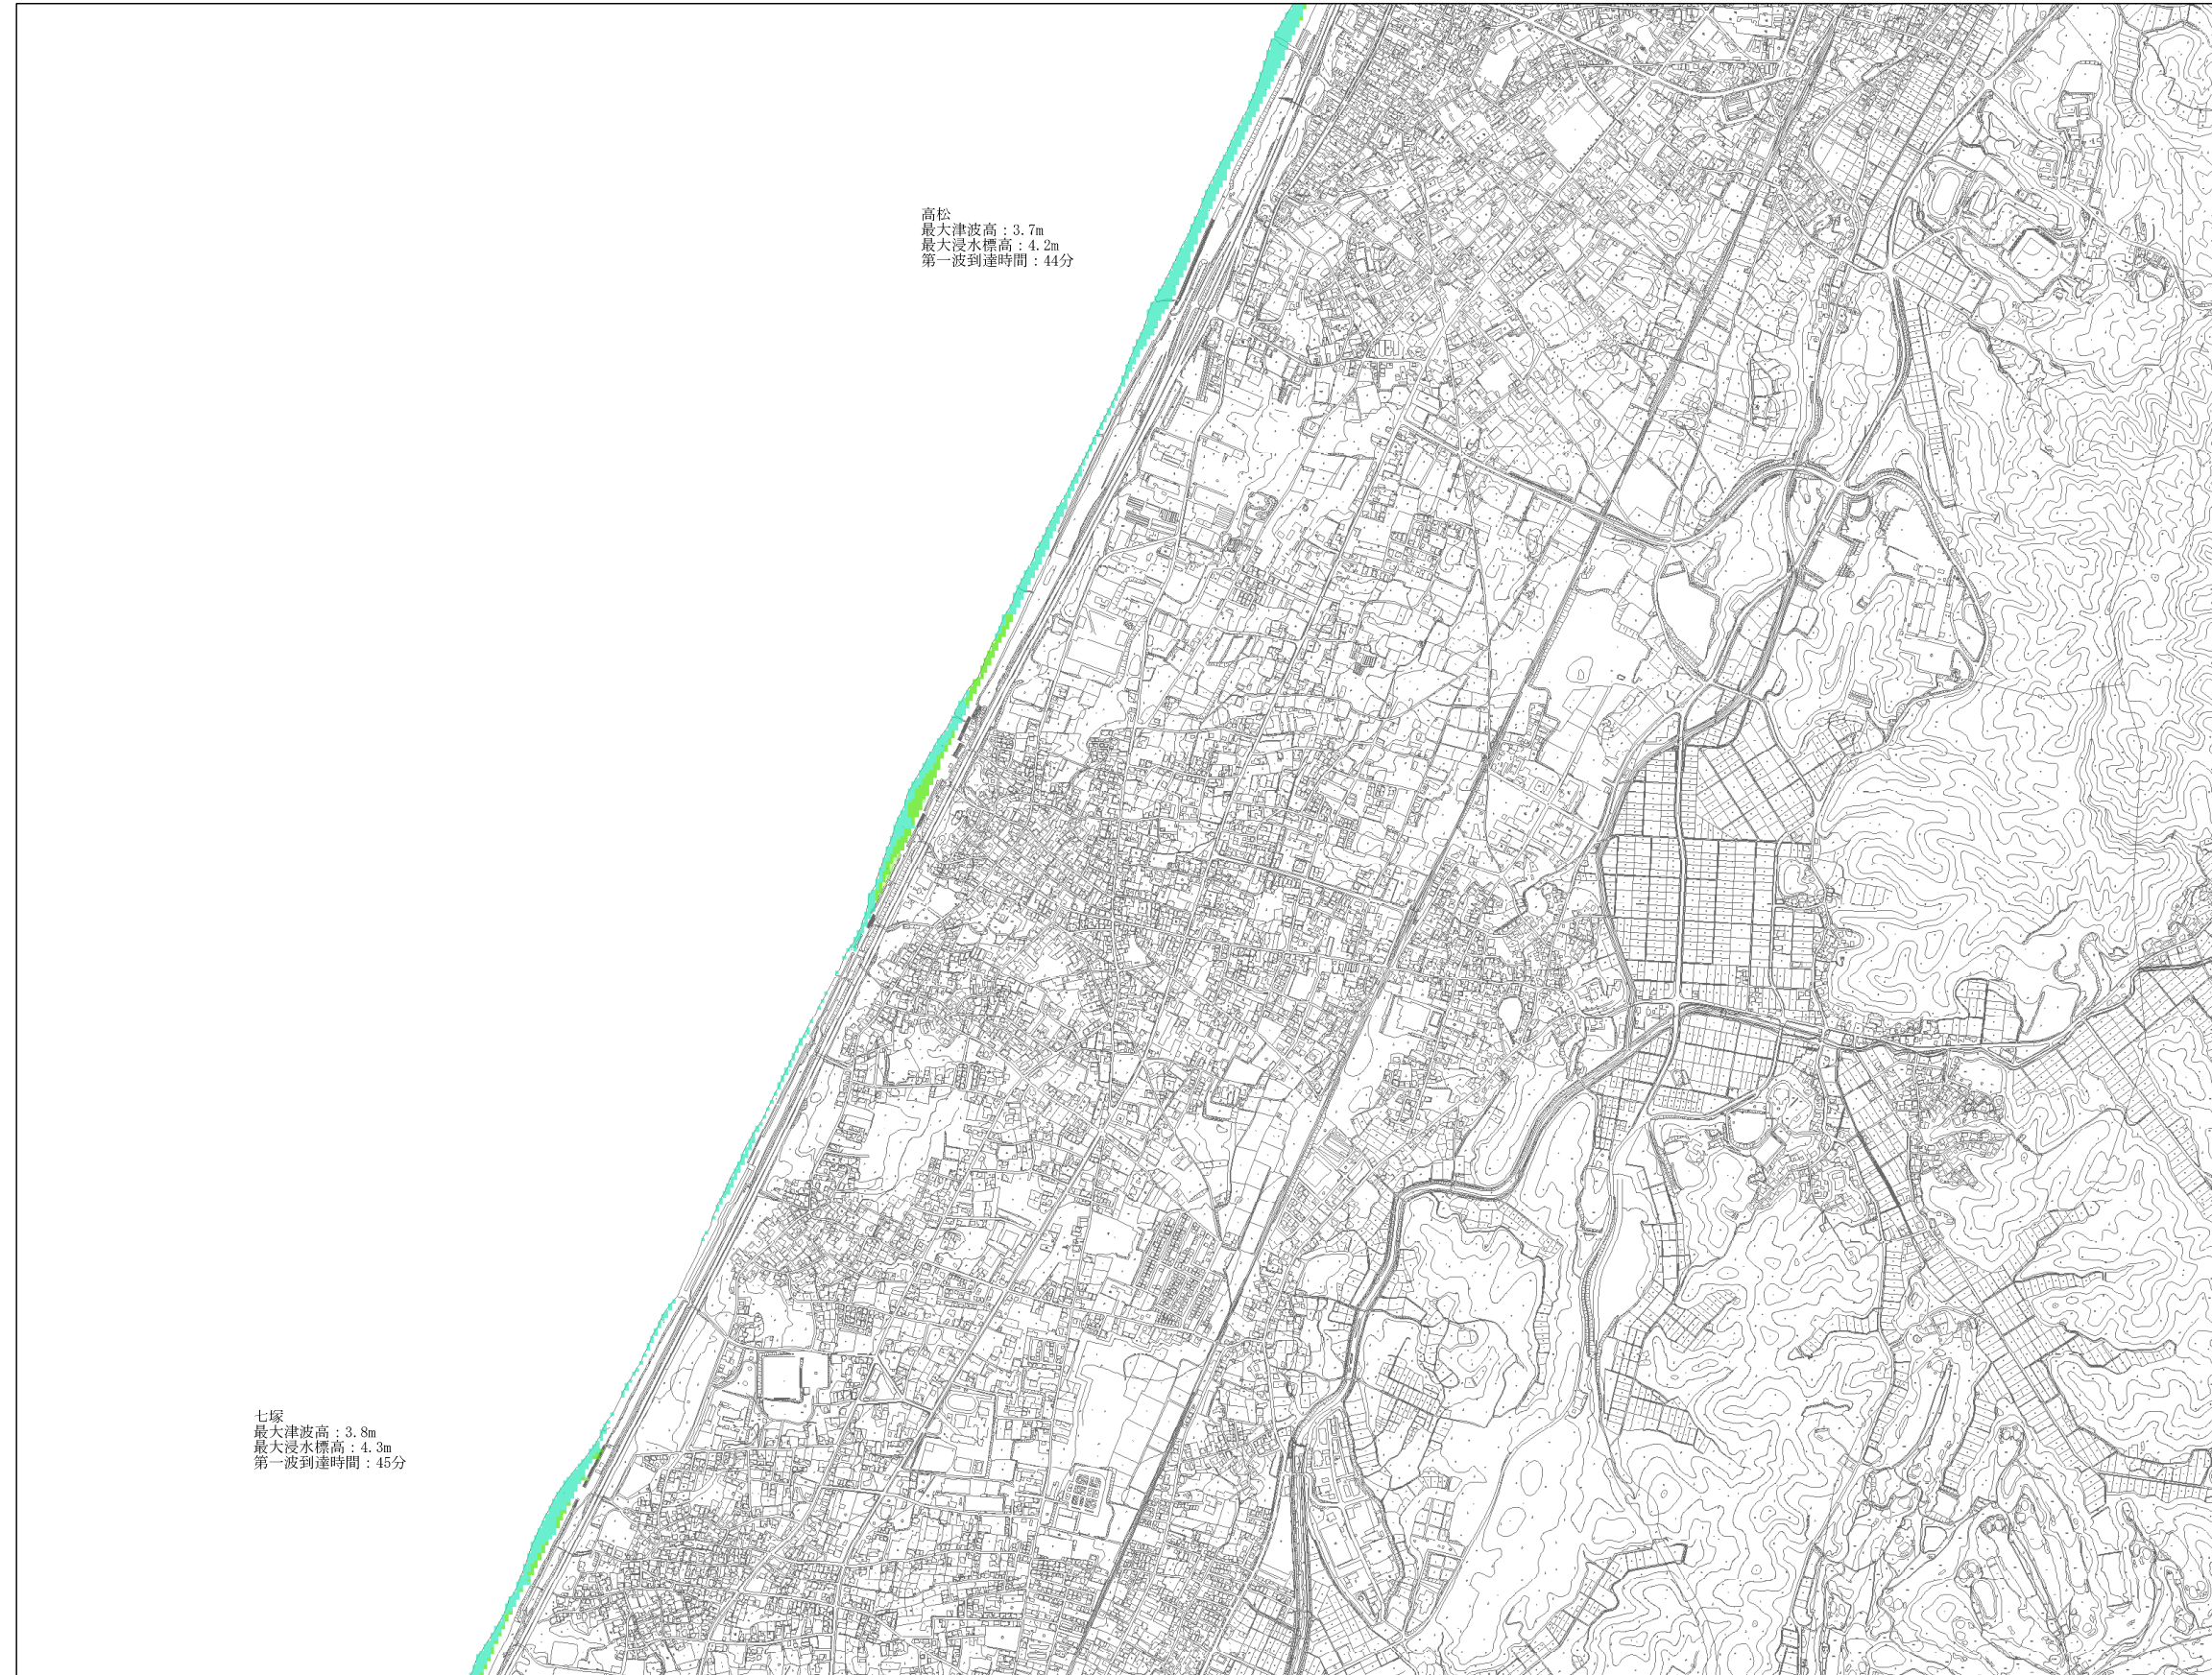 高松
最大津波高：3.7m
最大浸水標高：4.2m
第一波到達時間：44分
七塚
最大津波高：3.8m
最大浸水標高：4.3m
第一波到達時間：45分